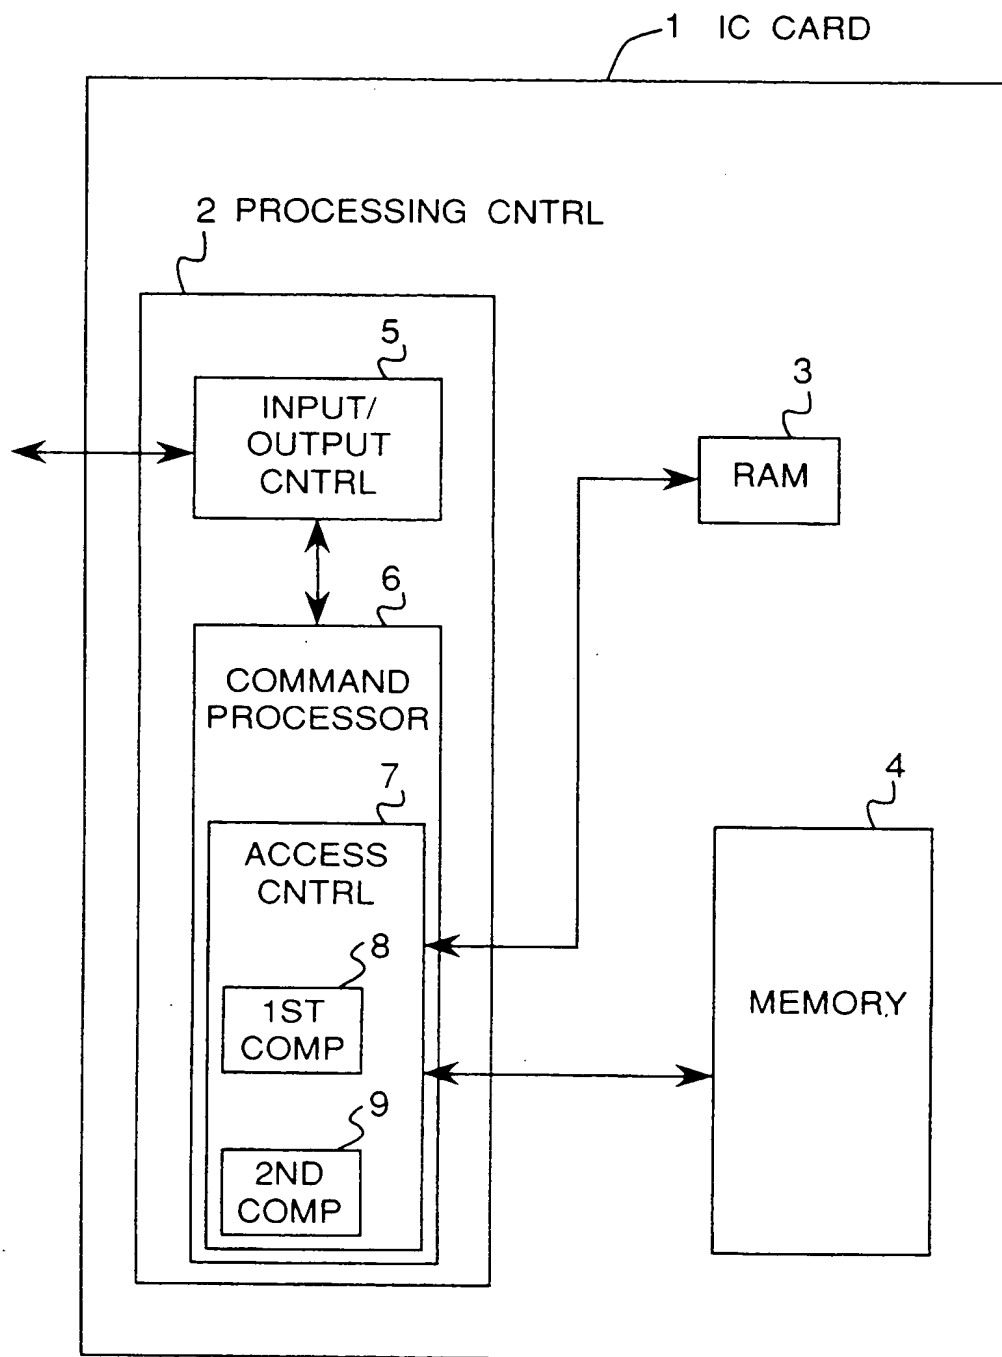 1 IC CARD
2 PROCESSING CNTRL
5
INPUT/
OUTPUT
CNTRL
3
RAM
6
COMMAND
PROCESSOR
7
ACCESS
CNTRL
4
MEMORY
8
1ST
COMP
9
2ND
COMP